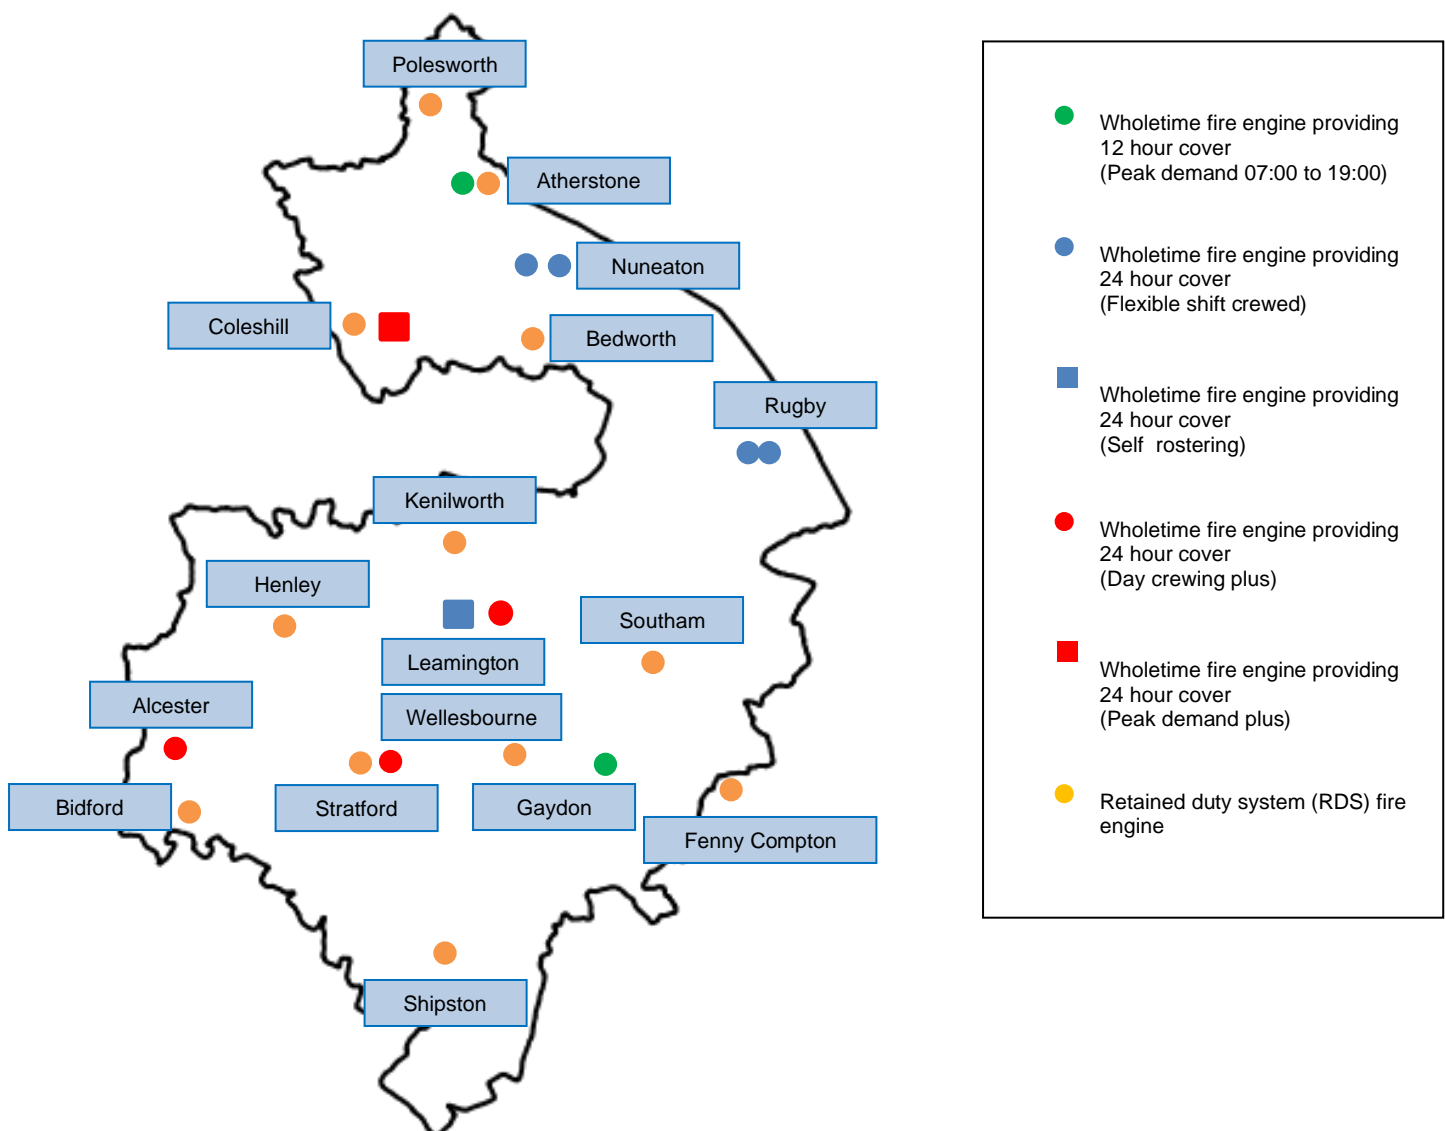 Polesworth
Atherstone
Nuneaton
Coleshill
Bedworth
Rugby
Kenilworth
Henley
Southam
Leamington
Alcester
Wellesbourne
Bidford
Stratford
Gaydon
Fenny Compton
Shipston
Wholetime fire engine providing
12 hour cover
(Peak demand 07:00 to 19:00)
Wholetime fire engine providing
24 hour cover
(Flexible shift crewed)
Wholetime fire engine providing
24 hour cover
(Self  rostering)
Wholetime fire engine providing
24 hour cover
(Day crewing plus)
Wholetime fire engine providing
24 hour cover
(Peak demand plus)
Retained duty system (RDS) fire
engine